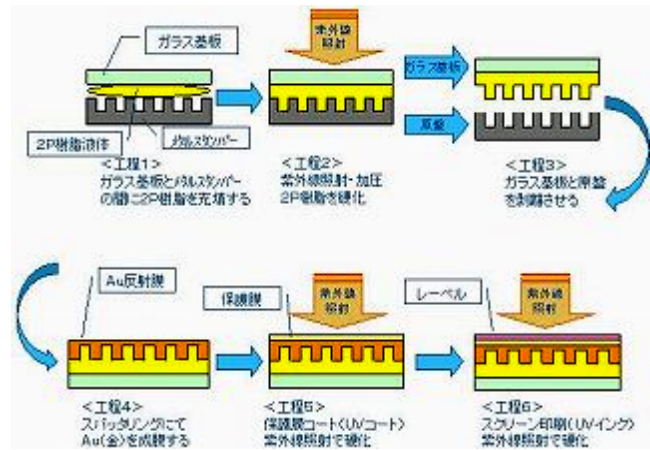 ガラス基板
2P樹脂液体
メタルスタンパー
<工程1>
ガラス基板とメタルスタンパー
の間に2P樹脂を充填する
紫外線
照射
<工程2>
紫外線照射・加圧
2P樹脂を硬化
ガラス基板
原盤
<工程3>
ガラス基板と原盤
を剥離させる
Au反射膜
<工程4>
スパッタリングにて
Au(金)を成膜する
保護膜
紫外線
照射
<工程5>
保護膜コート(UVコート)
紫外線照射で硬化
レーベル
紫外線
照射
<工程6>
スクリーン印刷(UVインク)
紫外線照射で硬化